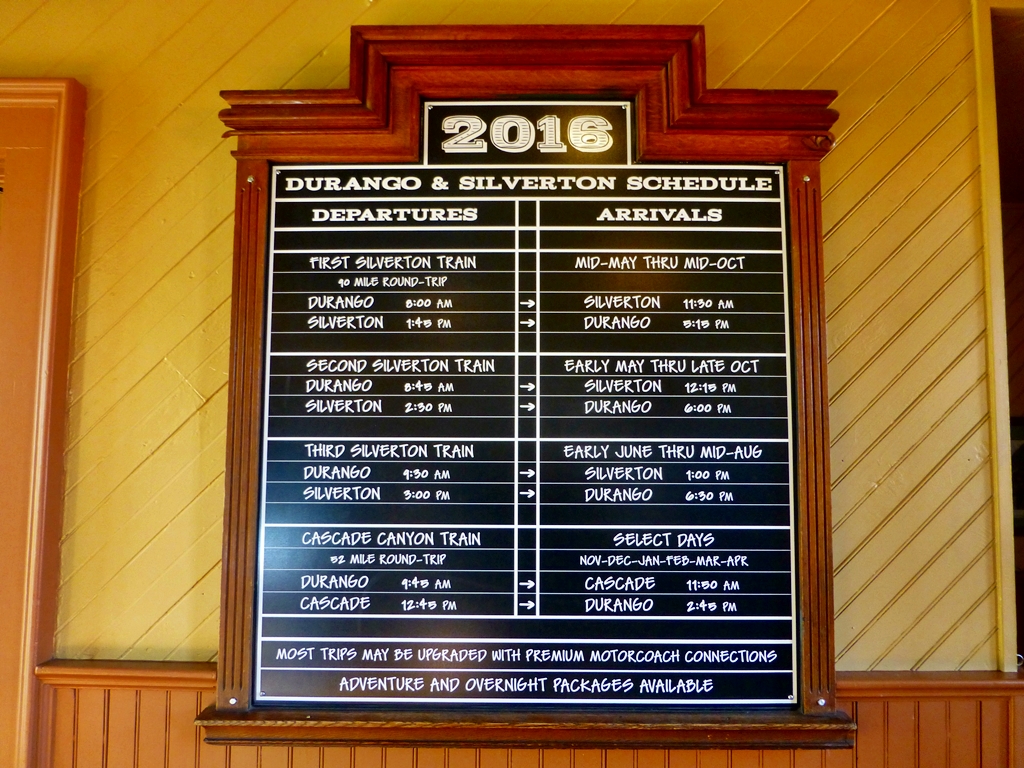 2016
DURANGO & SILVERTON SCHEDULE
DEPARTURES ARRIVALS
FIRST SILVERTON TRAIN MID-MAY THRU MID-OCT
90 MILE ROUND-TRIP
DURANGO 8:00 AM → SILVERTON 11:30 AM
SILVERTON 1:45 PM → DURANGO 5:15 PM
SECOND SILVERTON TRAIN EARLY MAY THRU LATE OCT
DURANGO 8:45 AM → SILVERTON 12:15 PM
SILVERTON 2:30 PM → DURANGO 6:00 PM
THIRD SILVERTON TRAIN EARLY JUNE THRU MID-AUG
DURANGO 9:30 AM → SILVERTON 1:00 PM
SILVERTON 3:00 PM → DURANGO 6:30 PM
CASCADE CANYON TRAIN SELECT DAYS
52 MILE ROUND-TRIP NOV-DEC-JAN-FEB-MAR-APR
DURANGO 9:45 AM → CASCADE 11:50 AM
CASCADE 12:45 PM → DURANGO 2:45 PM
MOST TRIPS MAY BE UPGRADED WITH PREMIUM MOTORCOACH CONNECTIONS
ADVENTURE AND OVERNIGHT PACKAGES AVAILABLE